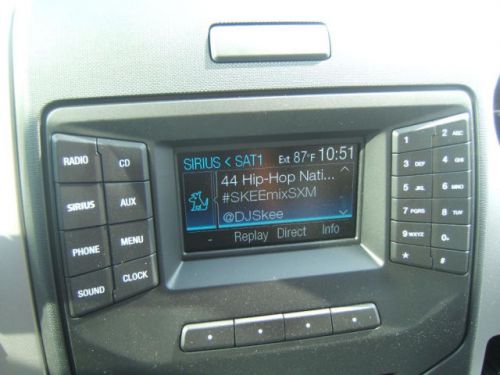 SIRIUS < SAT1 Ext 87°F 10:51
44 Hip-Hop Nati...
#SKEEmixSXM
@DJSkee
- Replay Direct Info
RADIO CD
SIRIUS AUX
PHONE MENU
SOUND CLOCK
1 2 ABC
3 DEF 4 GHI
5 JKL 6 MNO
7 PQRS 8 TUV
9 WXYZ 0
* #